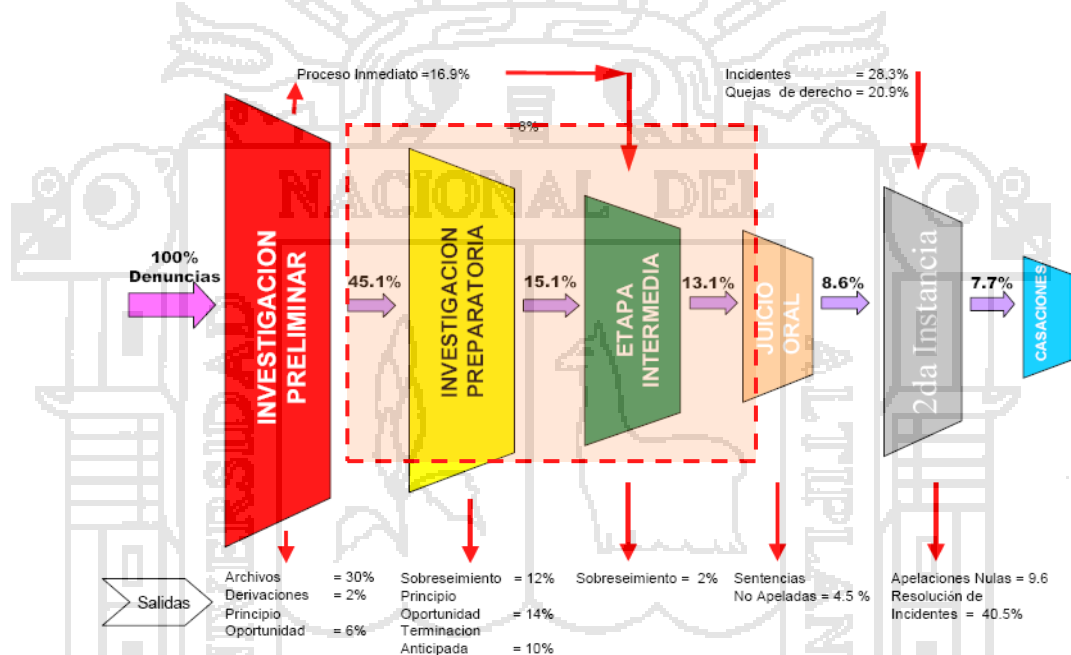 Proceso Inmediato =16.9%
Incidentes = 28.3%
Quejas de derecho = 20.9%
= 6%
NACIONAL DEL
100%
Denuncias
INVESTIGACION
PRELIMINAR
45.1%
INVESTIGACION
PREPARATORIA
15.1%
ETAPA
INTERMEDIA
13.1%
JUICIO
ORAL
8.6%
2da Instancia
7.7%
CASACIONES
Salidas
Archivos = 30%
Derivaciones = 2%
Principio
Oportunidad = 6%
Sobreseimiento = 12%
Principio
Oportunidad = 14%
Terminacion
Anticipada = 10%
Sobreseimiento = 2%
Sentencias
No Apeladas = 4.5 %
Apelaciones Nulas = 9.6
Resolución de
Incidentes = 40.5%